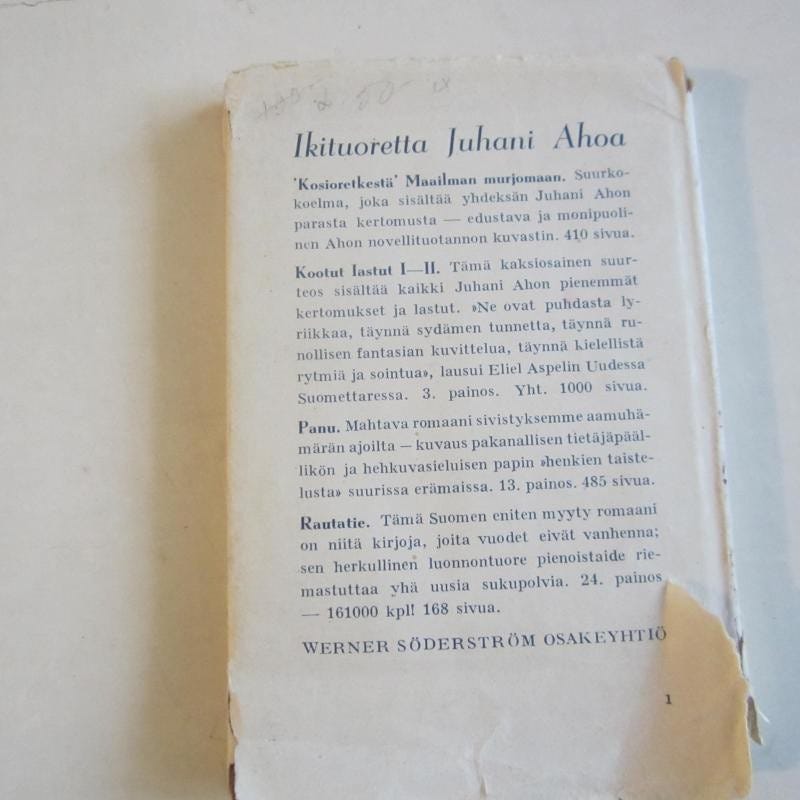 Ikituoretta Juhani Ahoa
'Kosioretkestä' Maailman murjomaan. Suurko-
koelma, joka sisältää yhdeksän Juhani Ahon
parasta kertomusta — edustava ja monipuoli-
nen Ahon novellituotannon kuvastin. 410 sivua.
Kootut lastut I—II. Tämä kaksiosainen suur-
teos sisältää kaikki Juhani Ahon pienemmät
kertomukset ja lastut. »Ne ovat puhdasta ly-
riikkaa, täynnä sydämen tunnetta, täynnä ru-
nollisen fantasian kuvittelua, täynnä kielellistä
rytmiä ja sointua», lausui Eliel Aspelin Uudessa
Suomettaressa. 3. painos. Yht. 1000 sivua.
Panu. Mahtava romaani sivistyksemme aamuhä-
märän ajoilta — kuvaus pakanallisen tietäjäpääl-
likön ja hehkuvasieluisen papin »henkien taiste-
lusta» suurissa erämaissa. 13. painos. 485 sivua.
Rautatie. Tämä Suomen eniten myyty romaani
on niitä kirjoja, joita vuodet eivät vanhenna;
sen herkullinen luonnontuore pienoistaide rie-
mastuttaa yhä uusia sukupolvia. 24. painos
— 161000 kpl! 168 sivua.
WERNER SÖDERSTRÖM OSAKEYHTIÖ
1